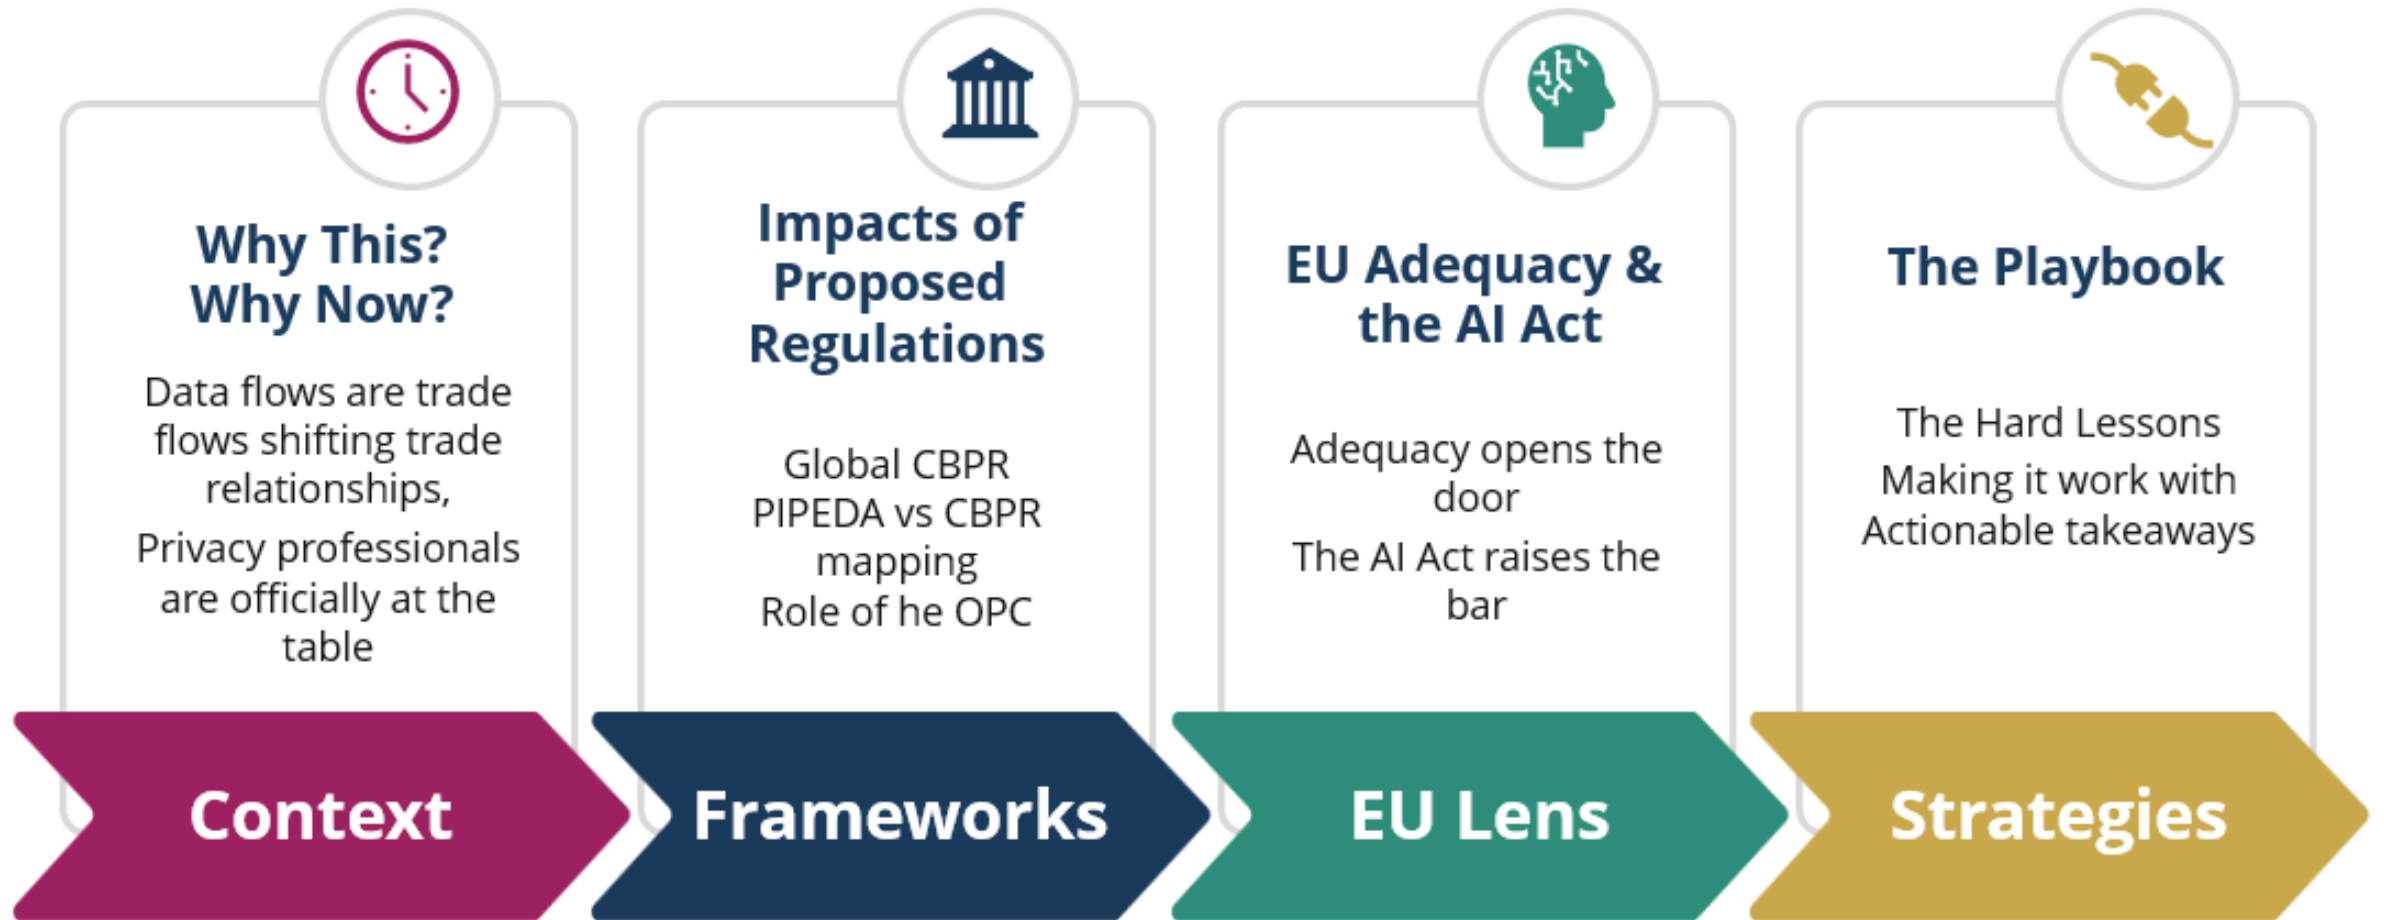 Why This?
Why Now?
Data flows are trade
flows shifting trade
relationships,
Privacy professionals
are officially at the
table
Context
Impacts of
Proposed
Regulations
Global CBPR
PIPEDA vs CBPR
mapping
Role of he OPC
Frameworks
EU Adequacy &
the AI Act
Adequacy opens the
door
The AI Act raises the
bar
EU Lens
The Playbook
The Hard Lessons
Making it work with
Actionable takeaways
Strategies